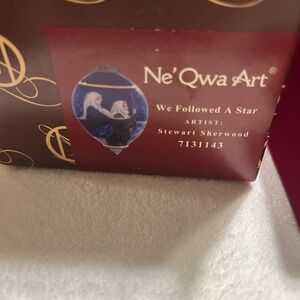 Ne'Qwa Art®
We Followed A Star
ARTIST:
Stewart Sherwood
7131143